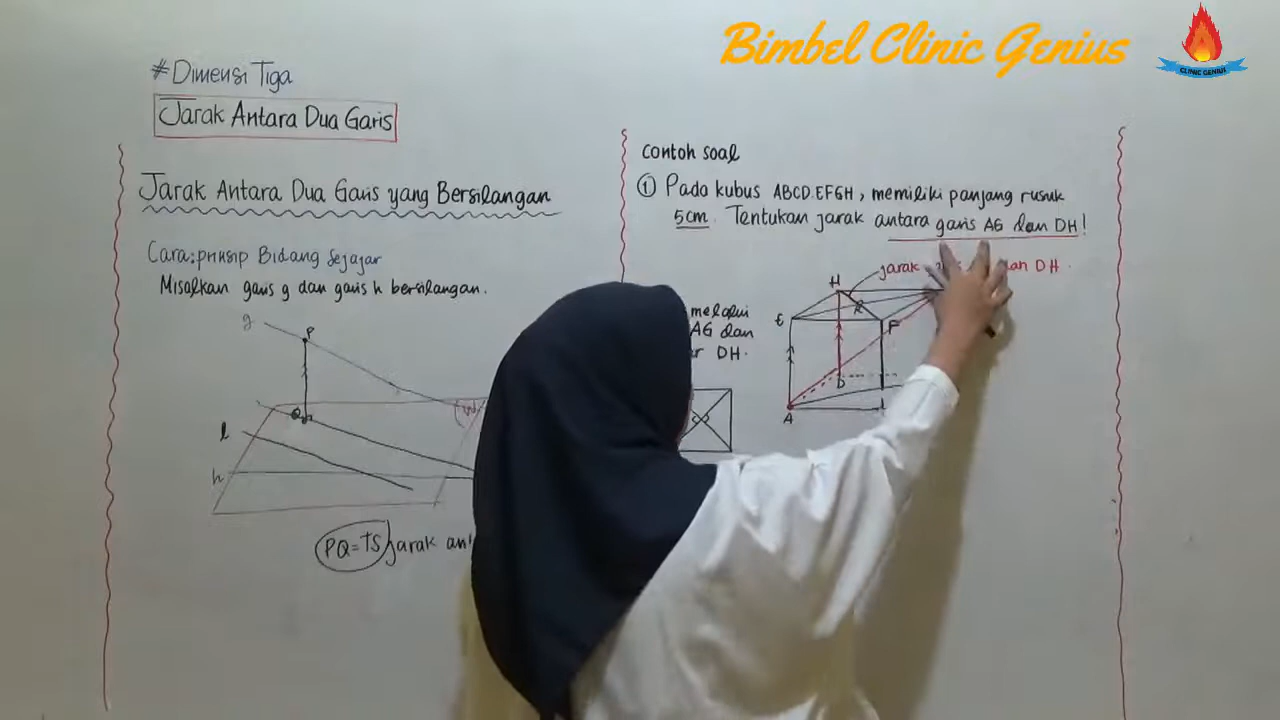 Bimbel Clinic Genius
CLINIC GENIUS
# Dimensi Tiga
Jarak Antara Dua Garis
Jarak Antara Dua Garis yang Bersilangan
Cara: prinsip Bidang Sejajar
Misalkan garis g dan garis h bersilangan.
g
P
Q
l
h
PQ = TS jarak
Contoh soal
① Pada kubus ABCD.EFGH, memiliki panjang rusuk
5cm. Tentukan jarak antara garis AG dan DH!
jarak
DH.
melalui
AG dan
DH.
H
E
R
F
D
A